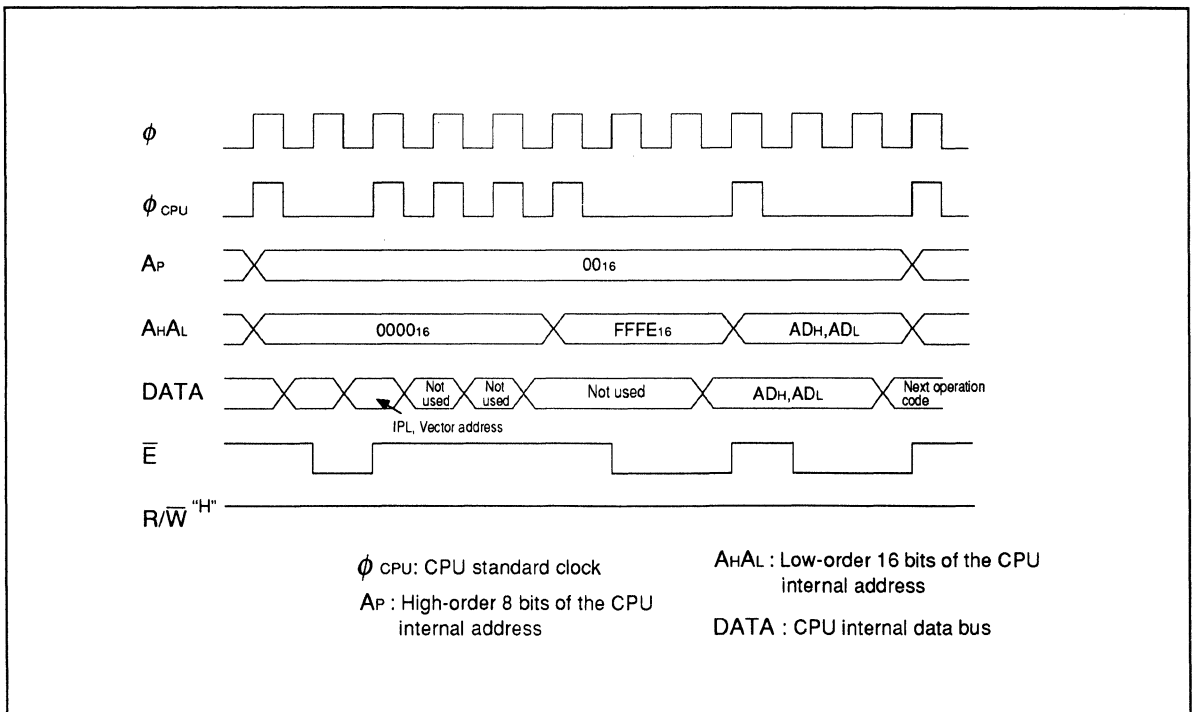 ϕ
ϕ CPU
AP 00₁₆
AHAL 0000₁₆ FFFE₁₆ ADH,ADL
DATA Not used Not used Not used ADH,ADL Next operation code
IPL, Vector address
E̅
R/W̅ “H”
ϕ CPU: CPU standard clock
AP : High-order 8 bits of the CPU
internal address
AHAL : Low-order 16 bits of the CPU
internal address
DATA : CPU internal data bus